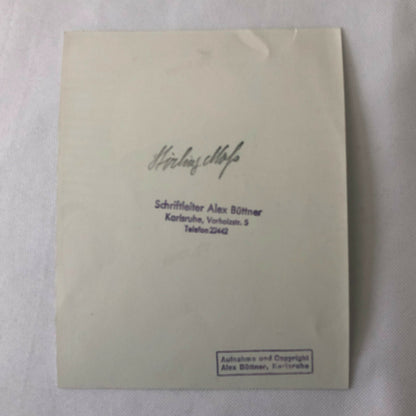 Stirling Moss
Schriftleiter Alex Büttner
Karlsruhe, Vorholzstr. 5
Telefon 22442
Aufnahme und Copyright
Alex Büttner, Karlsruhe